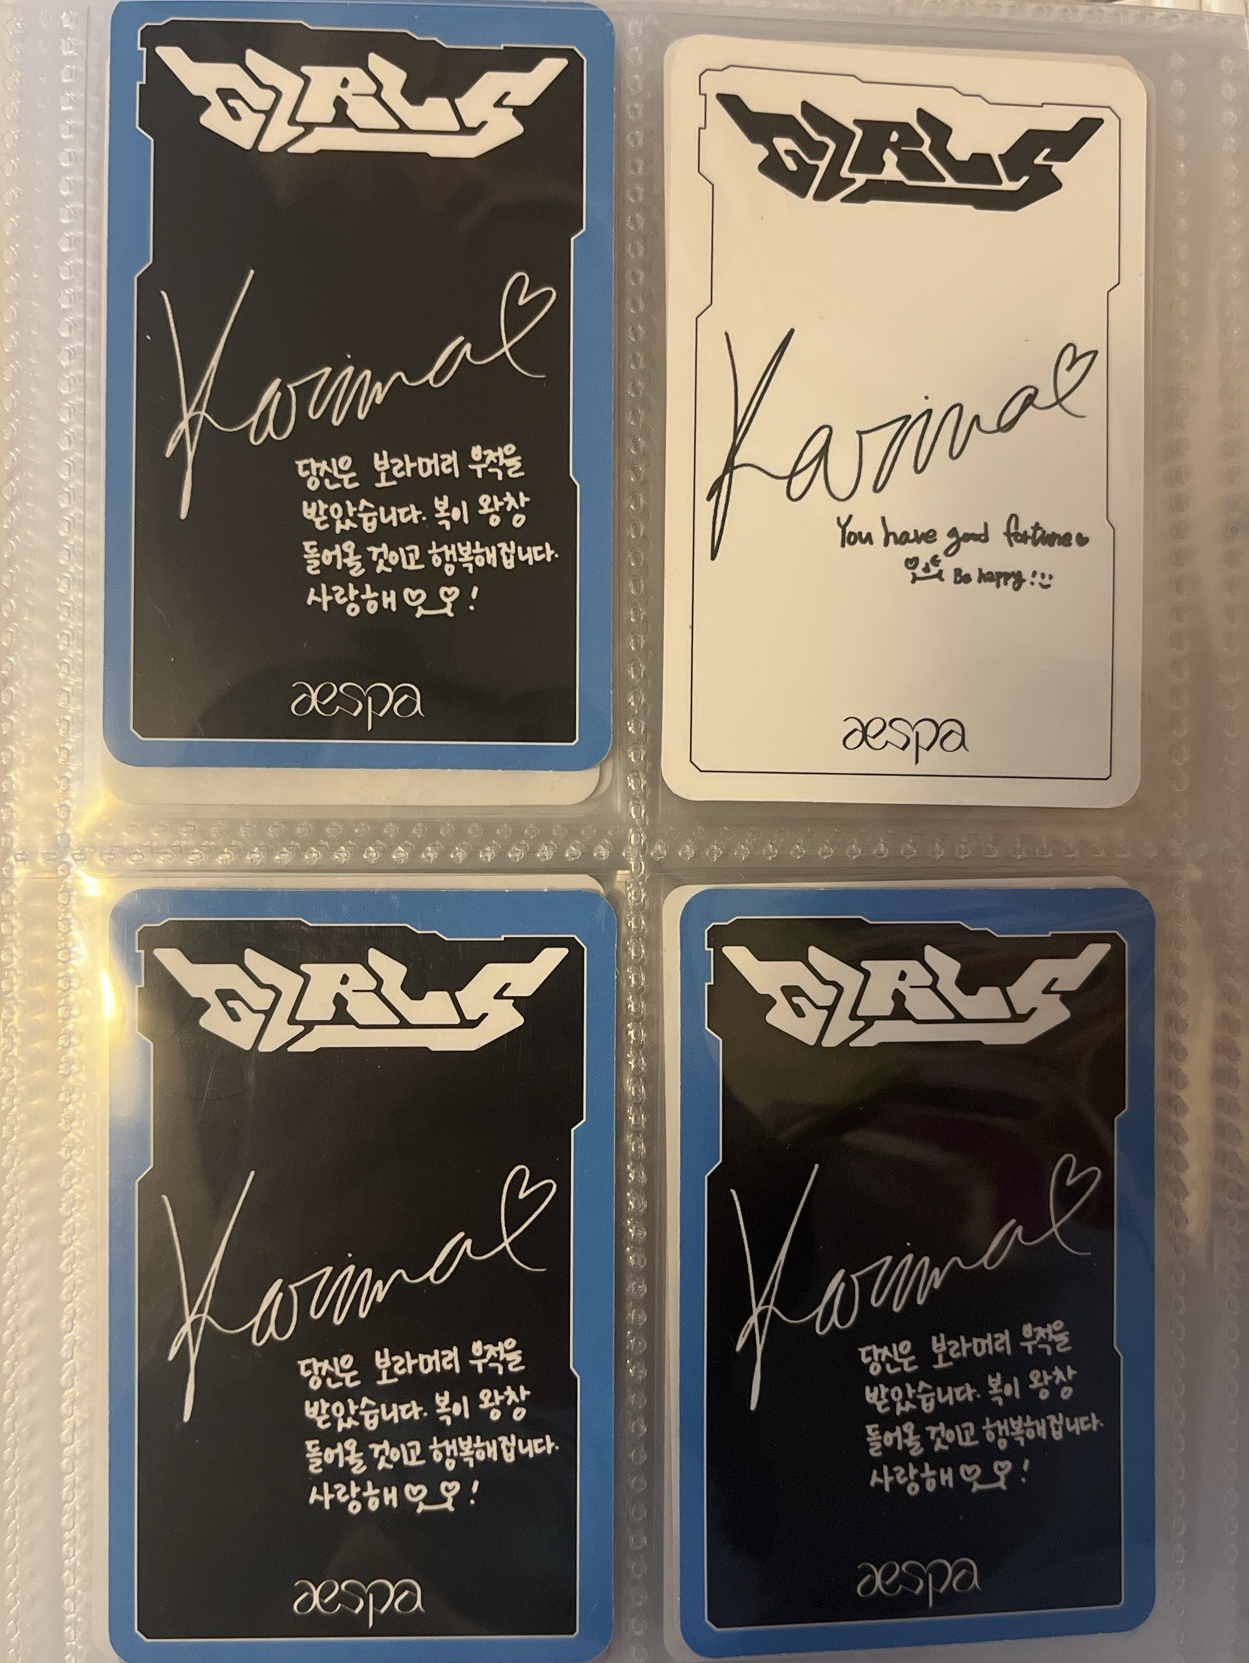 GIRLS
Karina
당신은 보라머리 부적을
받았습니다. 복이 왕창
들어올 것이고 행복해집니다.
사랑해 !
aespa
GIRLS
Karina
You have good fortune
Be happy!
aespa
GIRLS
Karina
당신은 보라머리 부적을
받았습니다. 복이 왕창
들어올 것이고 행복해집니다.
사랑해 !
aespa
GIRLS
Karina
당신은 보라머리 부적을
받았습니다. 복이 왕창
들어올 것이고 행복해집니다.
사랑해 !
aespa